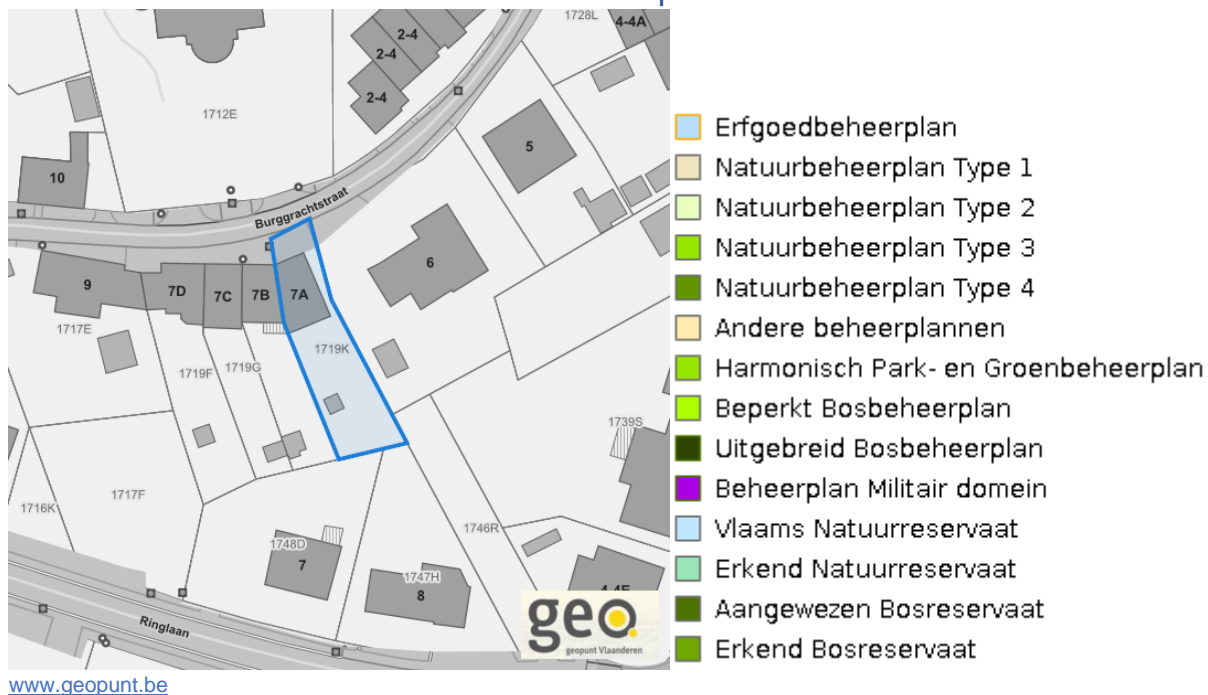 1728L
4-4A
2-4
2-4
2-4
1712E
5
10
Burggrachtstraat
6
9
7D
7C
7B
7A
1717E
1719K
1719F
1719G
1739S
1717F
1716K
1746R
1748D
7
1747H
8
Ringlaan
geo
geopunt Vlaanderen
Erfgoedbeheerplan
Natuurbeheerplan Type 1
Natuurbeheerplan Type 2
Natuurbeheerplan Type 3
Natuurbeheerplan Type 4
Andere beheerplannen
Harmonisch Park- en Groenbeheerplan
Beperkt Bosbeheerplan
Uitgebreid Bosbeheerplan
Beheerplan Militair domein
Vlaams Natuurreservaat
Erkend Natuurreservaat
Aangewezen Bosreservaat
Erkend Bosreservaat
www.geopunt.be